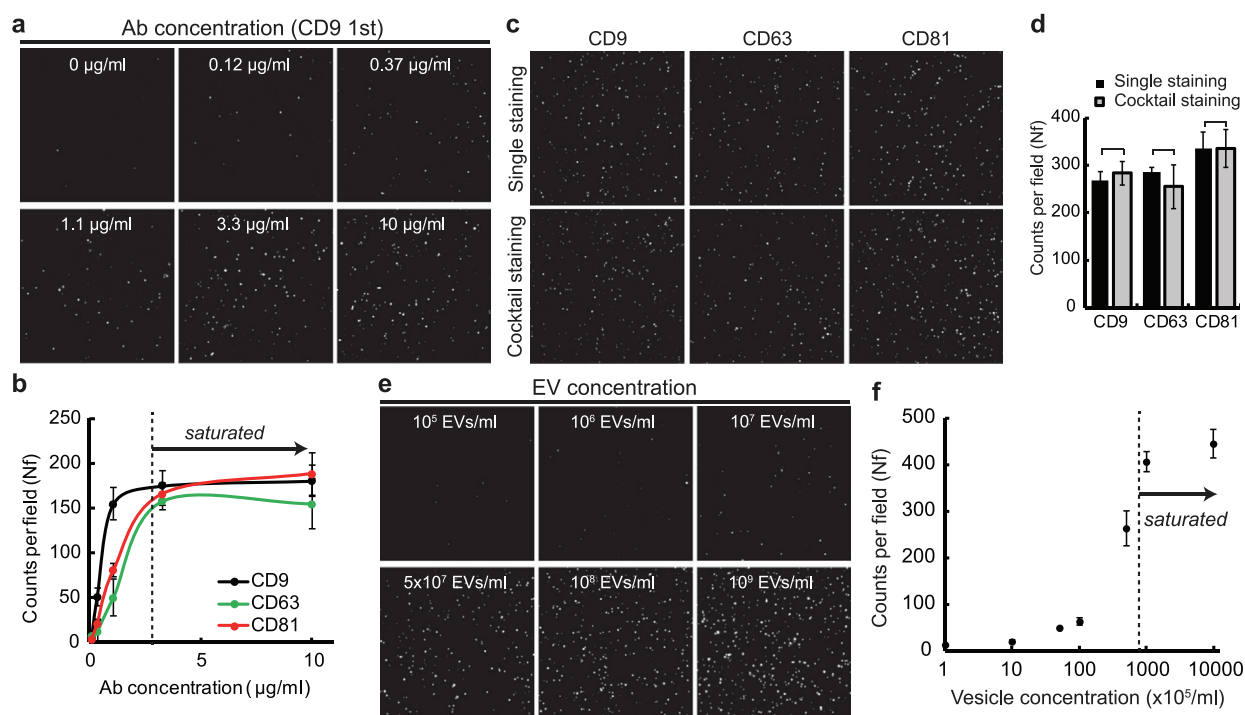 a
Ab concentration (CD9 1st)
0 µg/ml
0.12 µg/ml
0.37 µg/ml
1.1 µg/ml
3.3 µg/ml
10 µg/ml
b
250
200
150
100
50
0
Counts per field (Nf)
saturated
CD9
CD63
CD81
0
5
10
Ab concentration (µg/ml)
c
CD9
CD63
CD81
Single staining
Cocktail staining
d
Single staining
Cocktail staining
400
300
200
100
0
Counts per field (Nf)
CD9
CD63
CD81
e
EV concentration
10⁵ EVs/ml
10⁶ EVs/ml
10⁷ EVs/ml
5x10⁷ EVs/ml
10⁸ EVs/ml
10⁹ EVs/ml
f
500
400
300
200
100
0
Counts per field (Nf)
saturated
1
10
100
1000
10000
Vesicle concentration (x10⁵/ml)